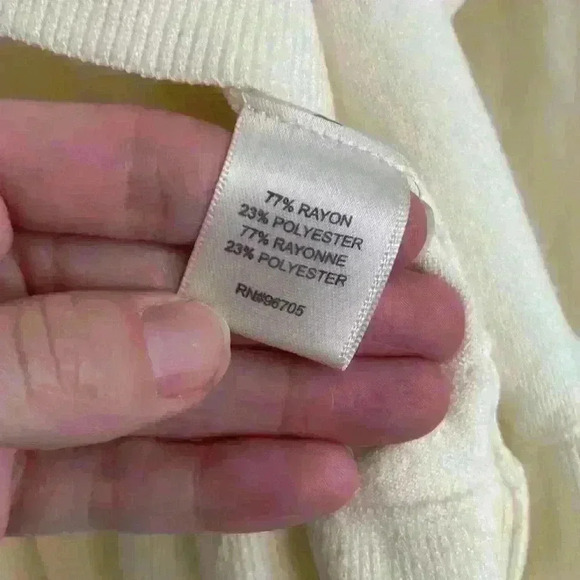 77% RAYON
23% POLYESTER
77% RAYONNE
23% POLYESTER
RN#96705